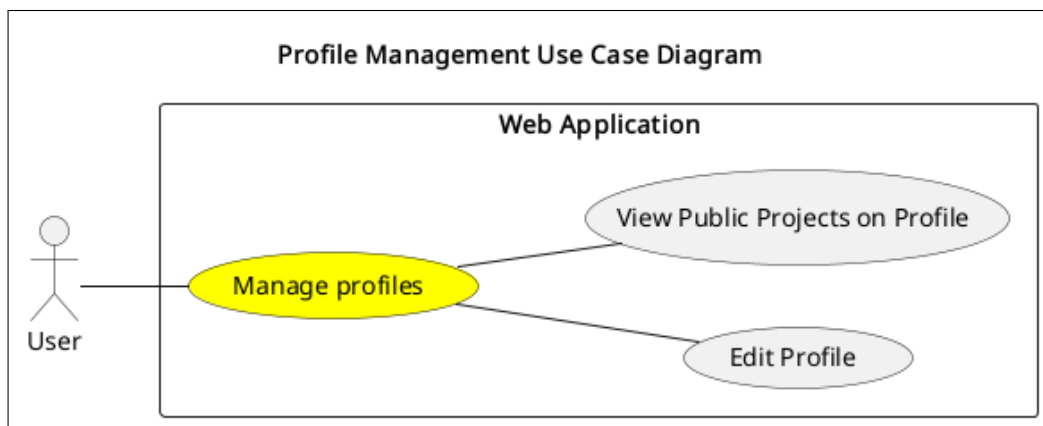 Profile Management Use Case Diagram
Web Application
View Public Projects on Profile
Manage profiles
User
Edit Profile